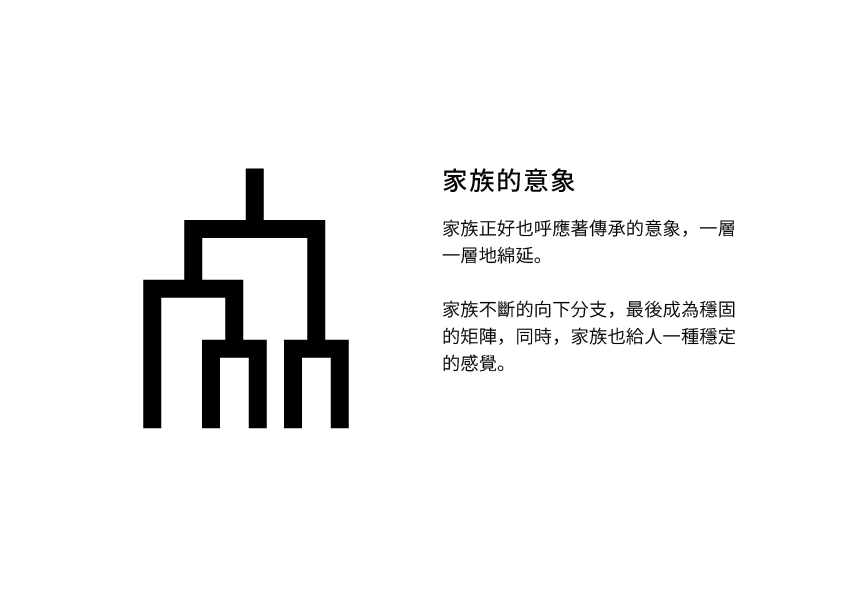 家族的意象
家族正好也呼應著傳承的意象，一層
一層地綿延。
家族不斷的向下分支，最後成為穩固
的矩陣，同時，家族也給人一種穩定
的感覺。